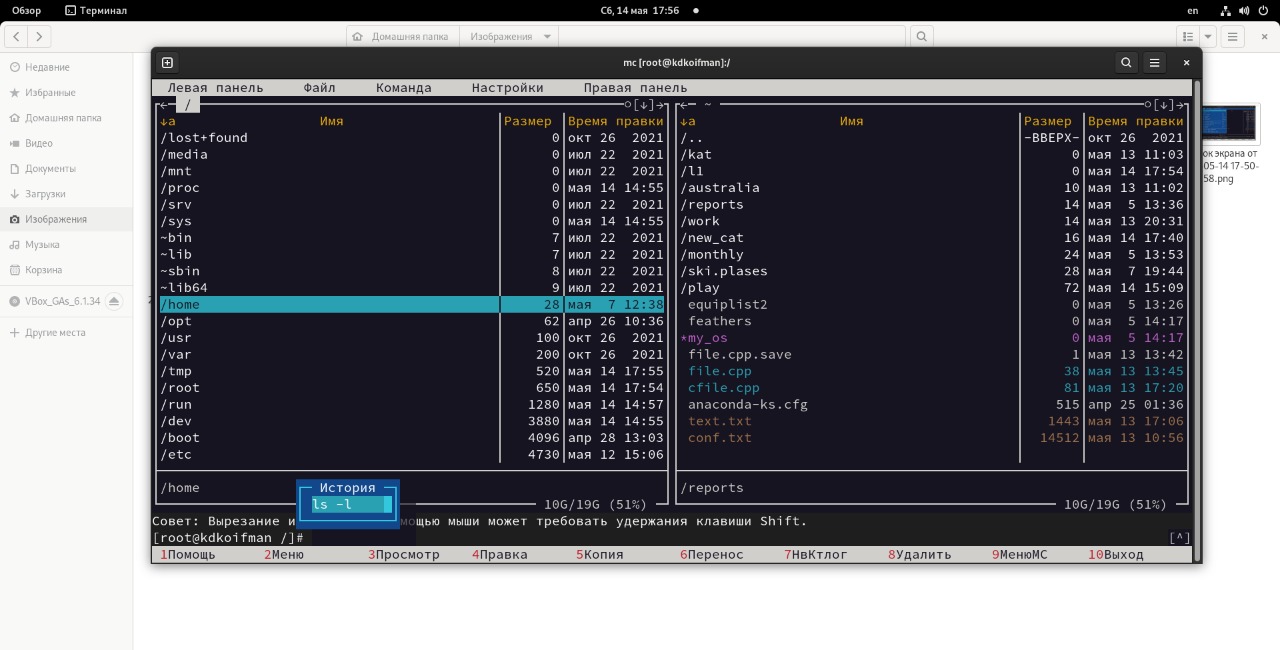 Обзор Терминал Сб, 14 мая 17:56 en
Домашняя папка Изображения
Недавние
Избранные
Домашняя папка
Видео
Документы
Загрузки
Изображения
Музыка
Корзина
VBox_GAs_6.1.34
Другие места
ок экрана от
05-14 17-50-
58.png
mc [root@kdkoifman]:/
Левая панель Файл Команда Настройки Правая панель
←─ / ─[↓]→ ←─ ~ ─[↓]→
↓а Имя Размер Время правки ↓а Имя Размер Время правки
/lost+found 0 окт 26 2021 /.. -ВВЕРХ- окт 26 2021
/media 0 июл 22 2021 /kat 0 мая 13 11:03
/mnt 0 июл 22 2021 /l1 0 мая 14 17:54
/proc 0 мая 14 14:55 /australia 10 мая 13 11:02
/srv 0 июл 22 2021 /reports 14 мая 5 13:36
/sys 0 мая 14 14:55 /work 14 мая 13 20:31
~bin 7 июл 22 2021 /new_cat 16 мая 14 17:40
~lib 7 июл 22 2021 /monthly 24 мая 5 13:53
~sbin 8 июл 22 2021 /ski.plases 28 мая 7 19:44
~lib64 9 июл 22 2021 /play 72 мая 14 15:09
/home 28 мая 7 12:38 equiplist2 0 мая 5 13:26
/opt 62 апр 26 10:36 feathers 0 мая 5 14:17
/usr 100 окт 26 2021 *my_os 0 мая 5 14:17
/var 200 окт 26 2021 file.cpp.save 1 мая 13 13:42
/tmp 520 мая 14 17:55 file.cpp 38 мая 13 13:45
/root 650 мая 14 17:54 cfile.cpp 81 мая 13 17:20
/run 1280 мая 14 14:57 anaconda-ks.cfg 515 апр 25 01:36
/dev 3880 мая 14 14:55 text.txt 1443 мая 13 17:06
/boot 4096 апр 28 13:03 conf.txt 14512 мая 13 10:56
/etc 4730 мая 12 15:06
/home /reports
История
ls -l
10G/19G (51%) 10G/19G (51%)
Совет: Вырезание и мощью мыши может требовать удержания клавиши Shift.
[root@kdkoifman /]# [^]
1Помощь 2Меню 3Просмотр 4Правка 5Копия 6Перенос 7НвКтлог 8Удалить 9МенюМС 10Выход